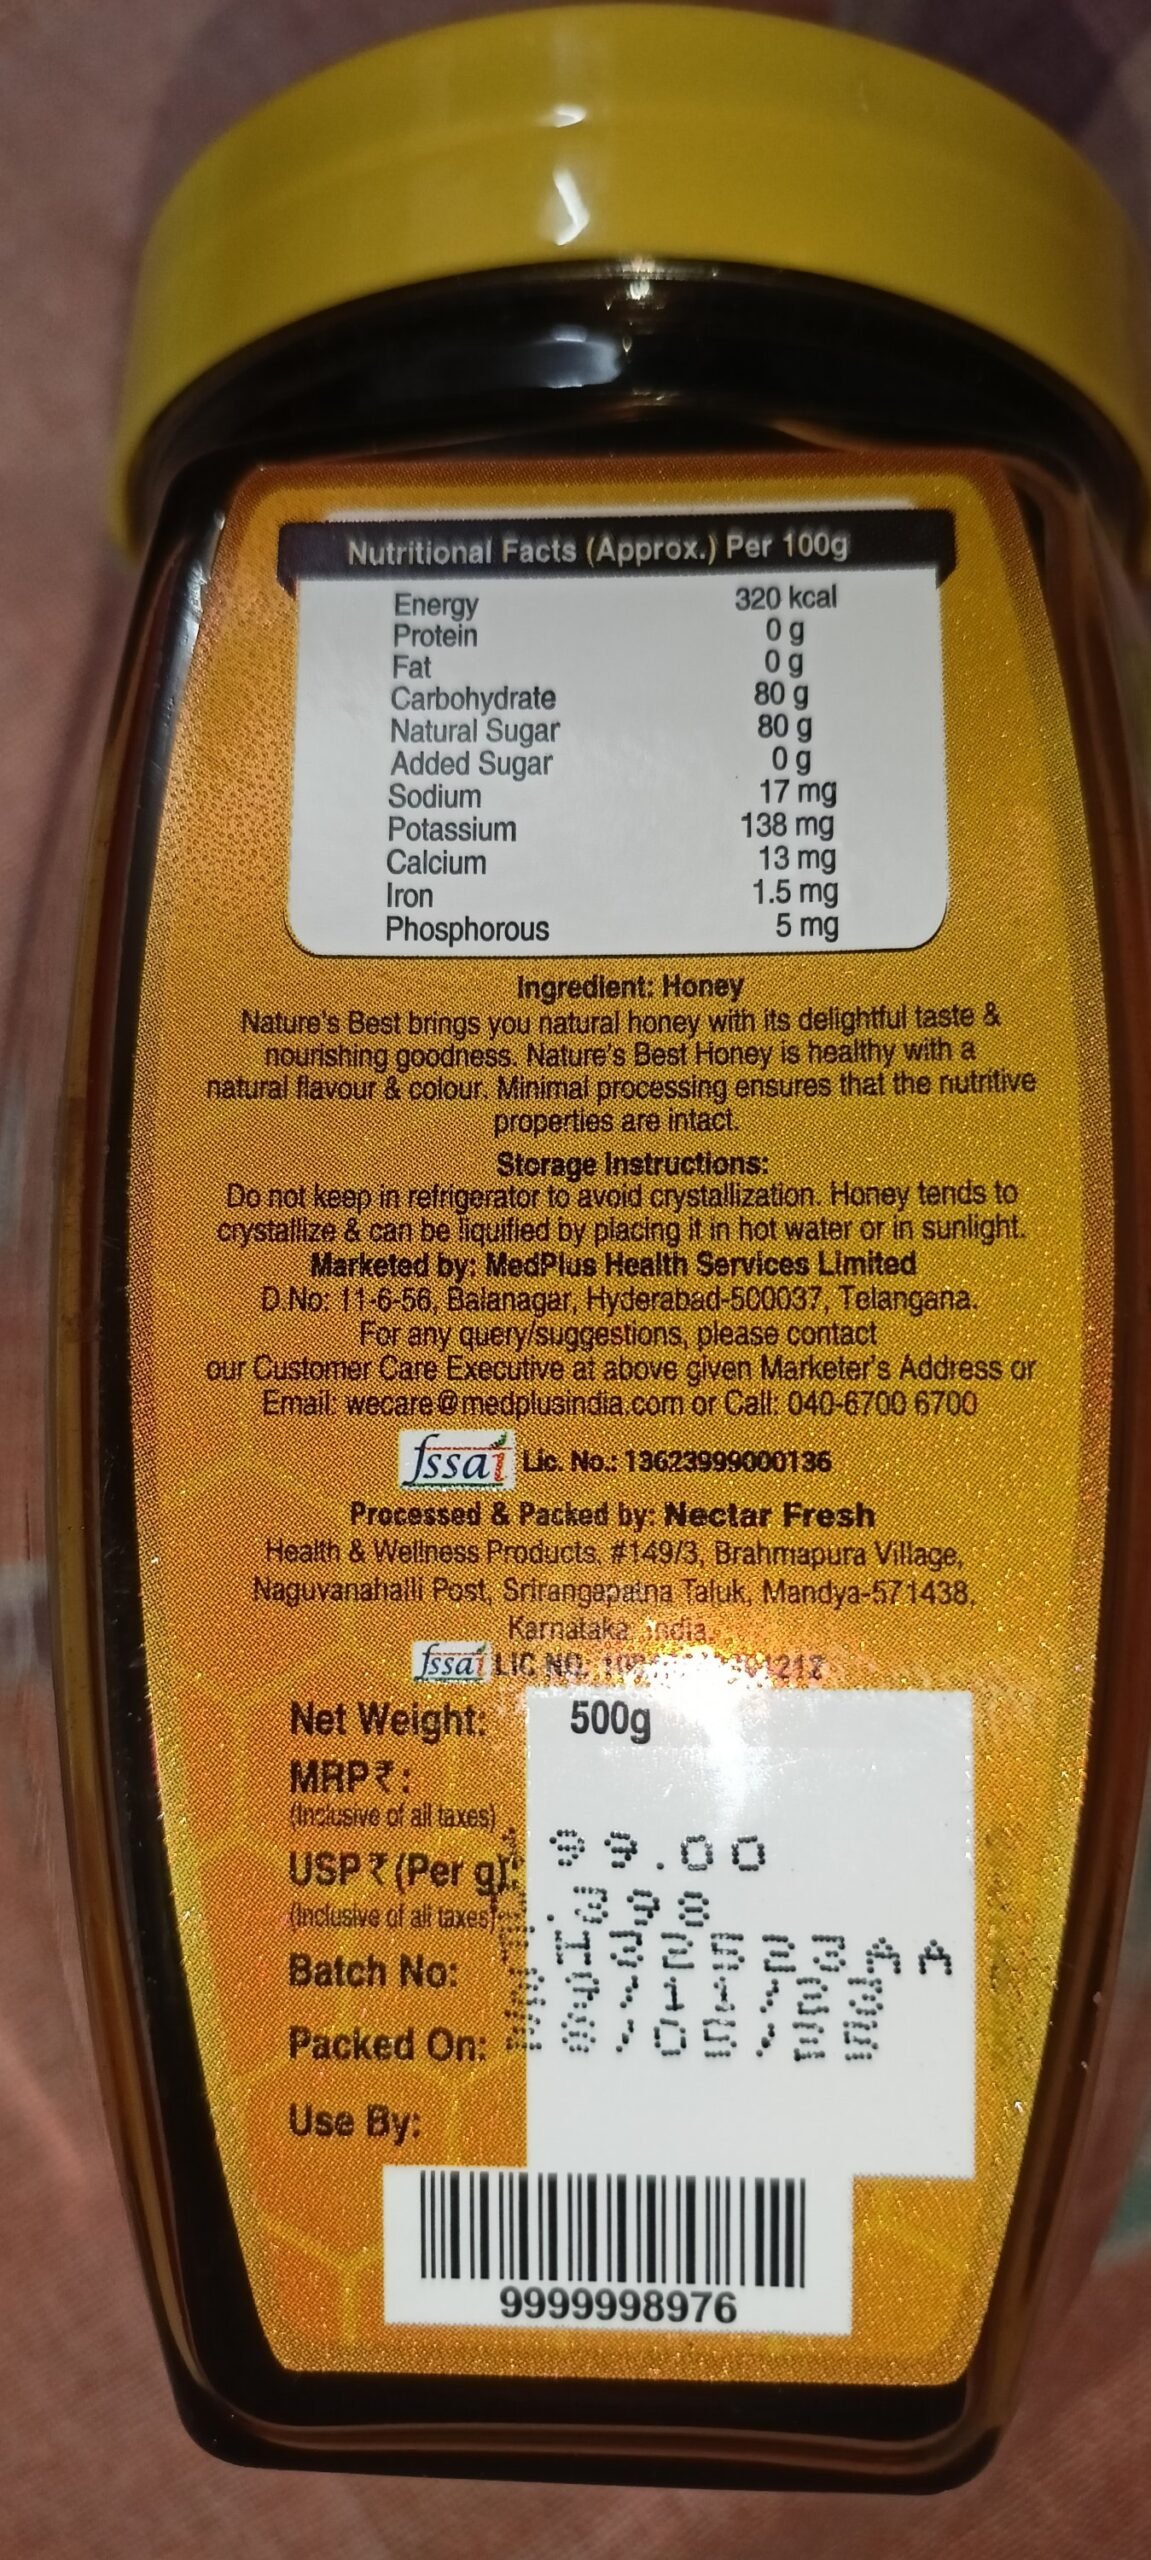 Nutritional Facts (Approx.) Per 100g
Energy 320 kcal
Protein 0 g
Fat 0 g
Carbohydrate 80 g
Natural Sugar 80 g
Added Sugar 0 g
Sodium 17 mg
Potassium 138 mg
Calcium 13 mg
Iron 1.5 mg
Phosphorous 5 mg
Ingredient: Honey
Nature's Best brings you natural honey with its delightful taste &
nourishing goodness. Nature's Best Honey is healthy with a
natural flavour & colour. Minimal processing ensures that the nutritive
properties are intact.
Storage Instructions:
Do not keep in refrigerator to avoid crystallization. Honey tends to
crystallize & can be liquified by placing it in hot water or in sunlight.
Marketed by: MedPlus Health Services Limited
D.No: 11-6-56, Balanagar, Hyderabad-500037, Telangana.
For any query/suggestions, please contact
our Customer Care Executive at above given Marketer's Address or
Email: wecare@medplusindia.com or Call: 040-6700 6700
fssai Lic. No.: 13623999000136
Processed & Packed by: Nectar Fresh
Health & Wellness Products, #149/3, Brahmapura Village,
Naguvanahalli Post, Srirangapatna Taluk, Mandya-571438,
Karnataka, India
fssai LIC NO:
Net Weight: 500g
MRP₹:
(Inclusive of all taxes)
99.00
USP₹(Per g):
(Inclusive of all taxes)
.398
Batch No:
Packed On:
Use By:
9999998976